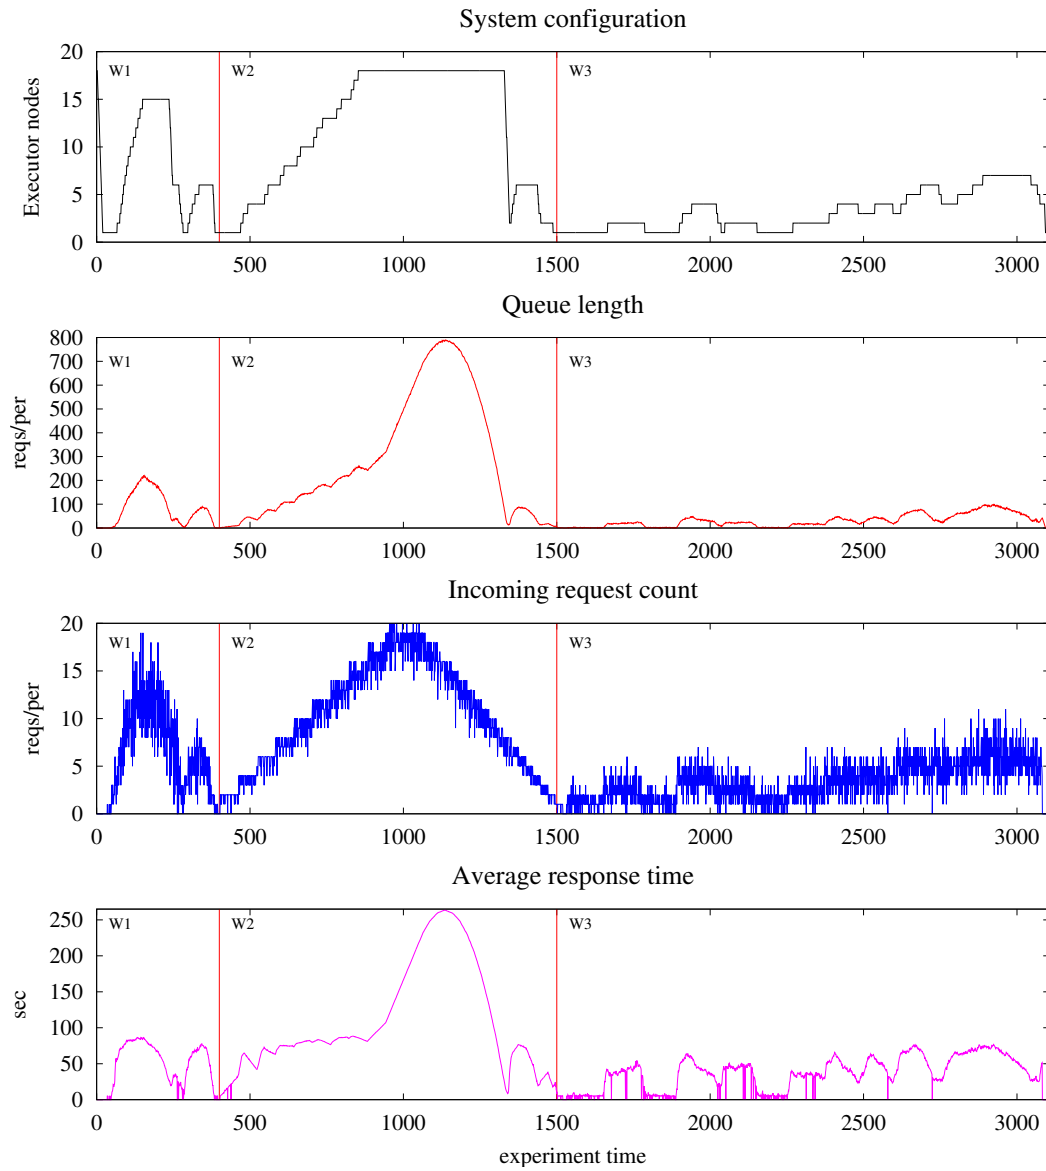 System configuration
Executor nodes
20
15
10
5
0
W1 W2 W3
0 500 1000 1500 2000 2500 3000
Queue length
reqs/per
800
700
600
500
400
300
200
100
0
W1 W2 W3
0 500 1000 1500 2000 2500 3000
Incoming request count
reqs/per
20
15
10
5
0
W1 W2 W3
0 500 1000 1500 2000 2500 3000
Average response time
sec
250
200
150
100
50
0
W1 W2 W3
0 500 1000 1500 2000 2500 3000
experiment time